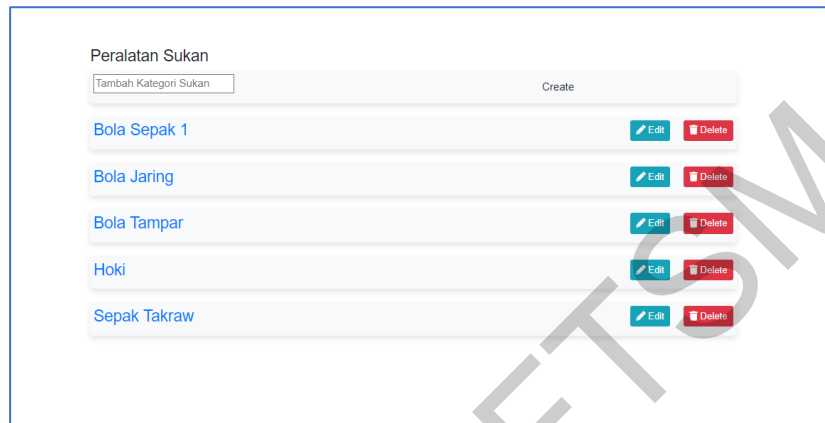 Peralatan Sukan
Tambah Kategori Sukan Create
Bola Sepak 1 Edit Delete
Bola Jaring Edit Delete
Bola Tampar Edit Delete
Hoki Edit Delete
Sepak Takraw Edit Delete
FTSM